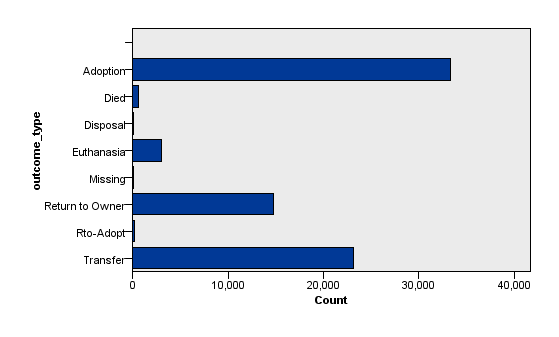 outcome_type
Adoption
Died
Disposal
Euthanasia
Missing
Return to Owner
Rto-Adopt
Transfer
0 10,000 20,000 30,000 40,000
Count